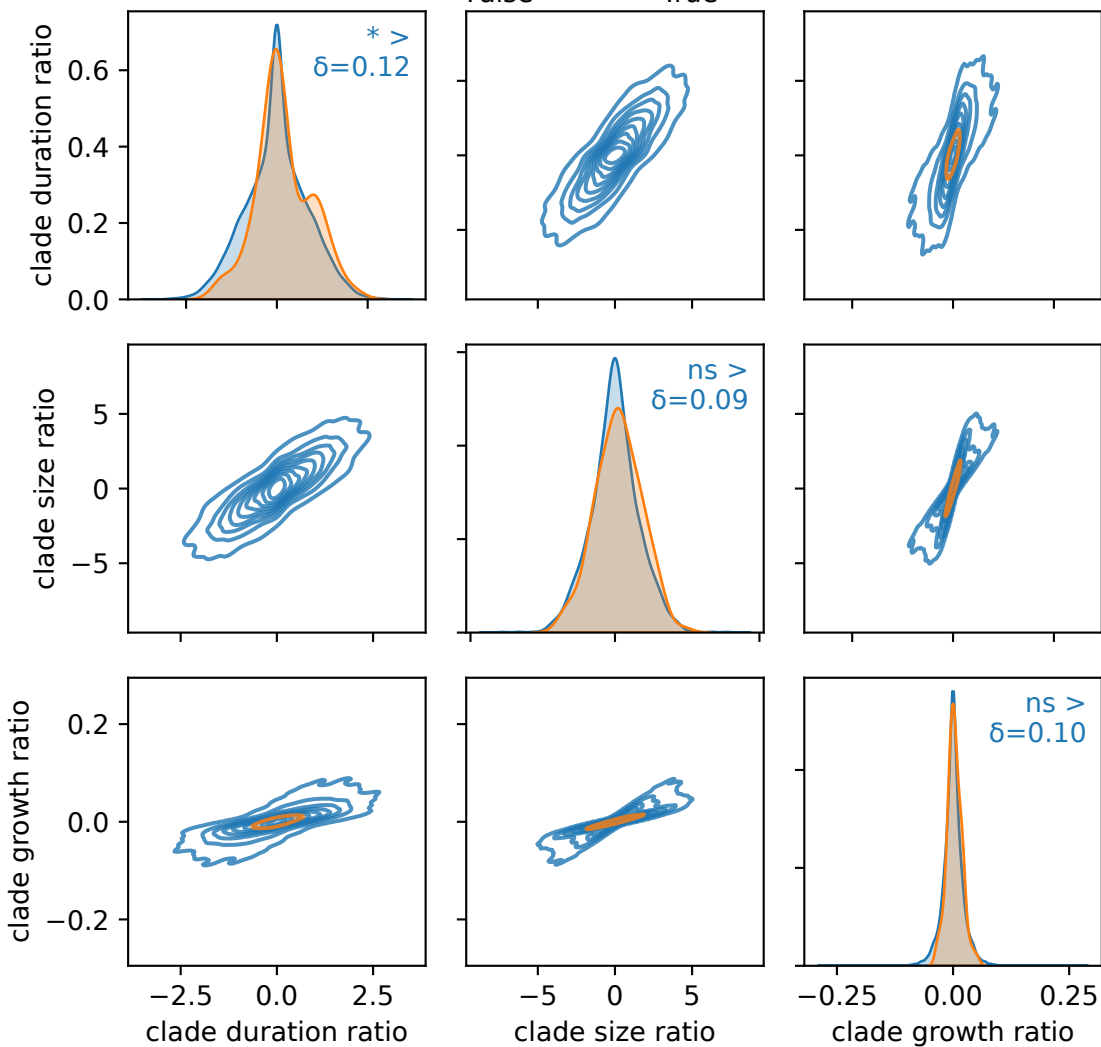 True
clade duration ratio
0.6
0.4
0.2
0.0
* >
δ=0.12
clade size ratio
5
0
−5
ns >
δ=0.09
clade growth ratio
0.2
0.0
−0.2
ns >
δ=0.10
−2.5 0.0 2.5
−5 0 5
−0.25 0.00 0.25
clade duration ratio
clade size ratio
clade growth ratio